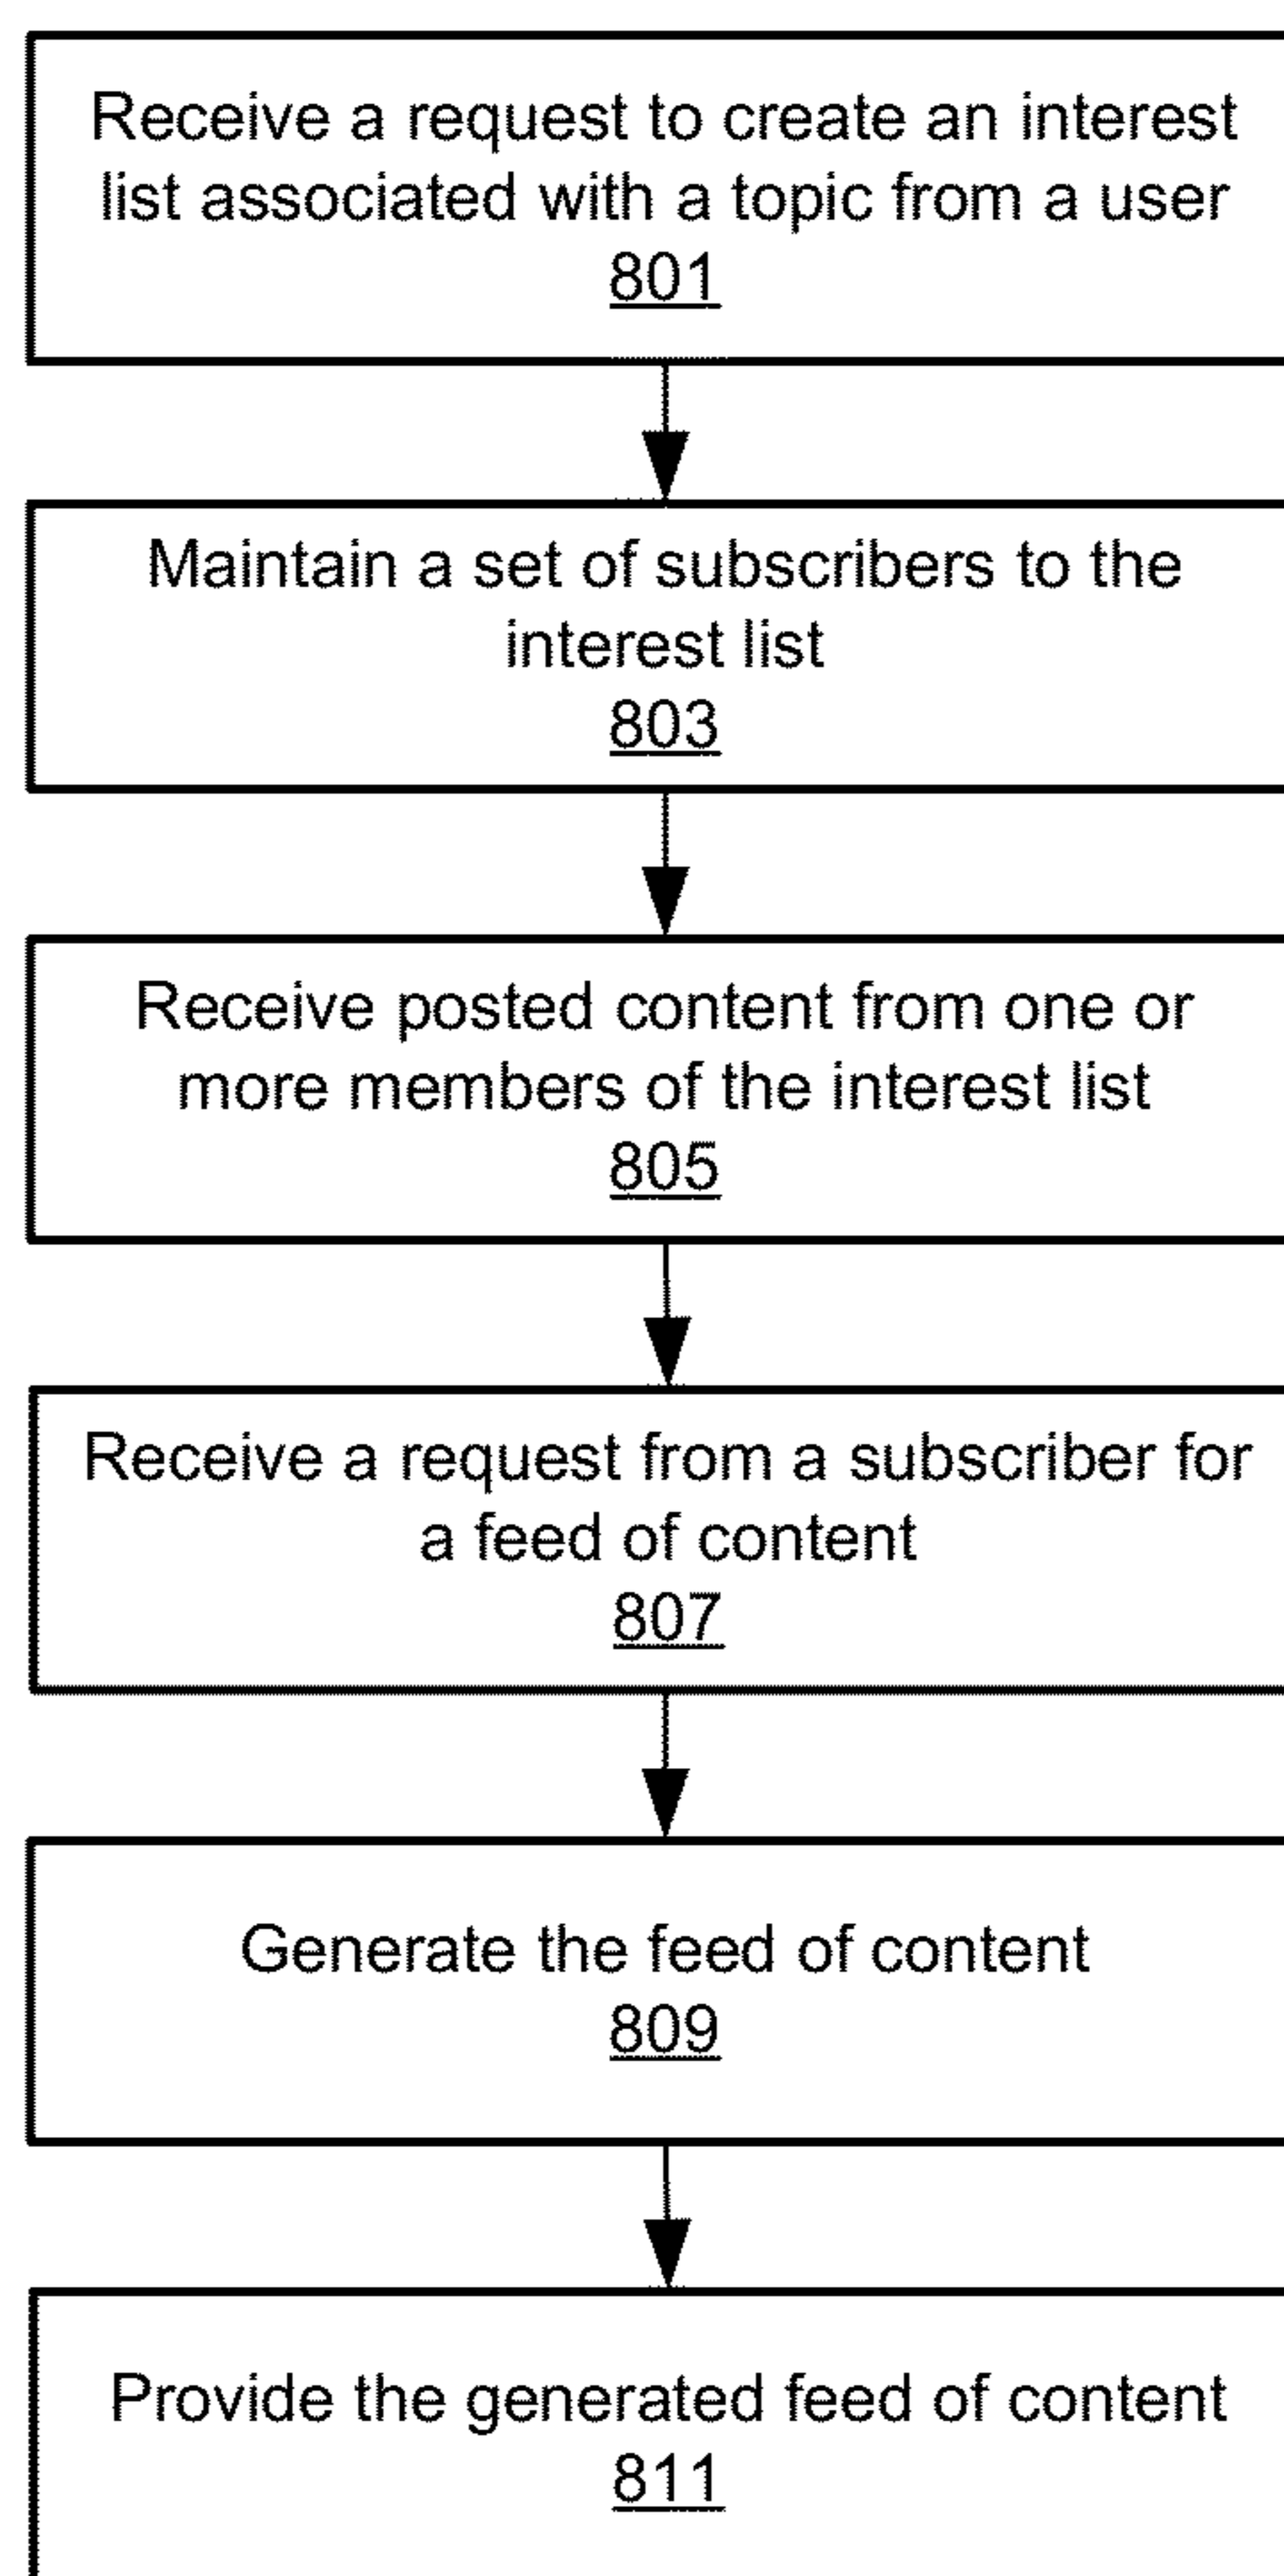 Receive a request to create an interest
list associated with a topic from a user
801
Maintain a set of subscribers to the
interest list
803
Receive posted content from one or
more members of the interest list
805
Receive a request from a subscriber for
a feed of content
807
Generate the feed of content
809
Provide the generated feed of content
811